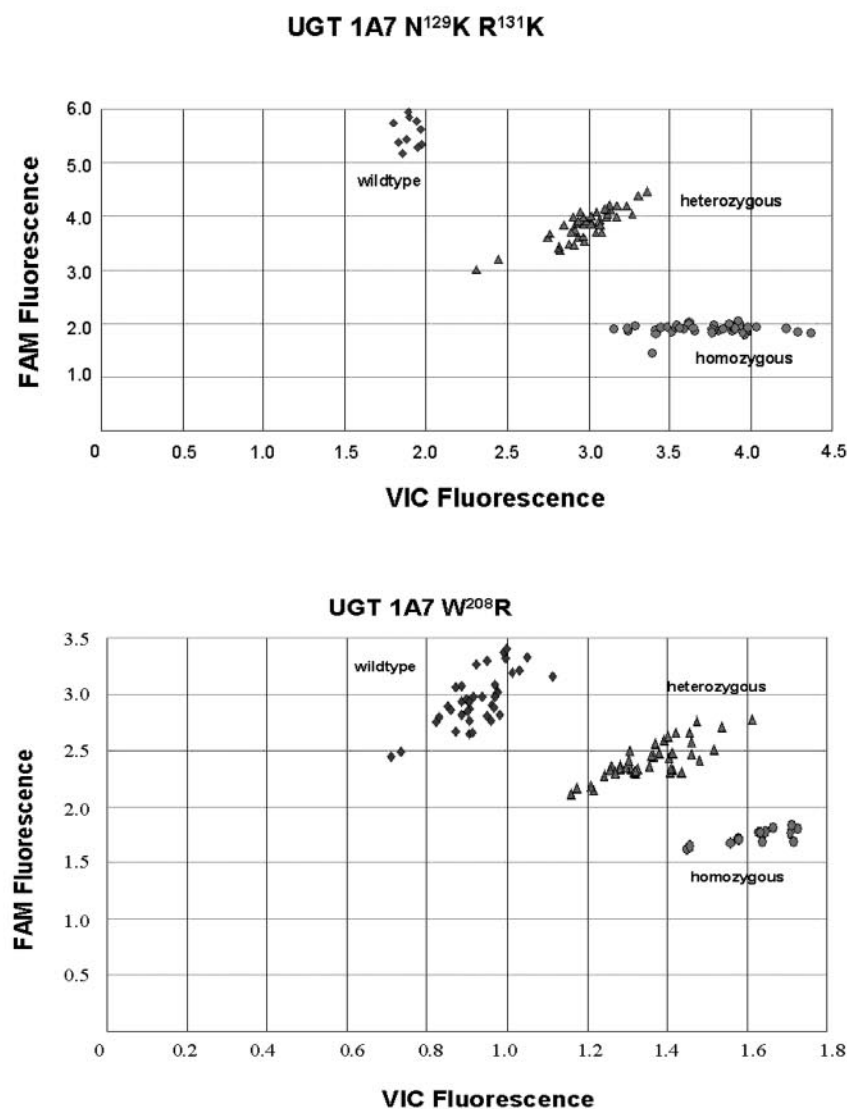 UGT 1A7 N¹²⁹K R¹³¹K
6.0
5.0
4.0
3.0
2.0
1.0
FAM Fluorescence
wildtype
heterozygous
homozygous
0 0.5 1.0 1.5 2.0 2.5 3.0 3.5 4.0 4.5
VIC Fluorescence
UGT 1A7 W²⁰⁸R
3.5
3.0
2.5
2.0
1.5
1.0
0.5
FAM Fluorescence
wildtype
heterozygous
homozygous
0 0.2 0.4 0.6 0.8 1.0 1.2 1.4 1.6 1.8
VIC Fluorescence